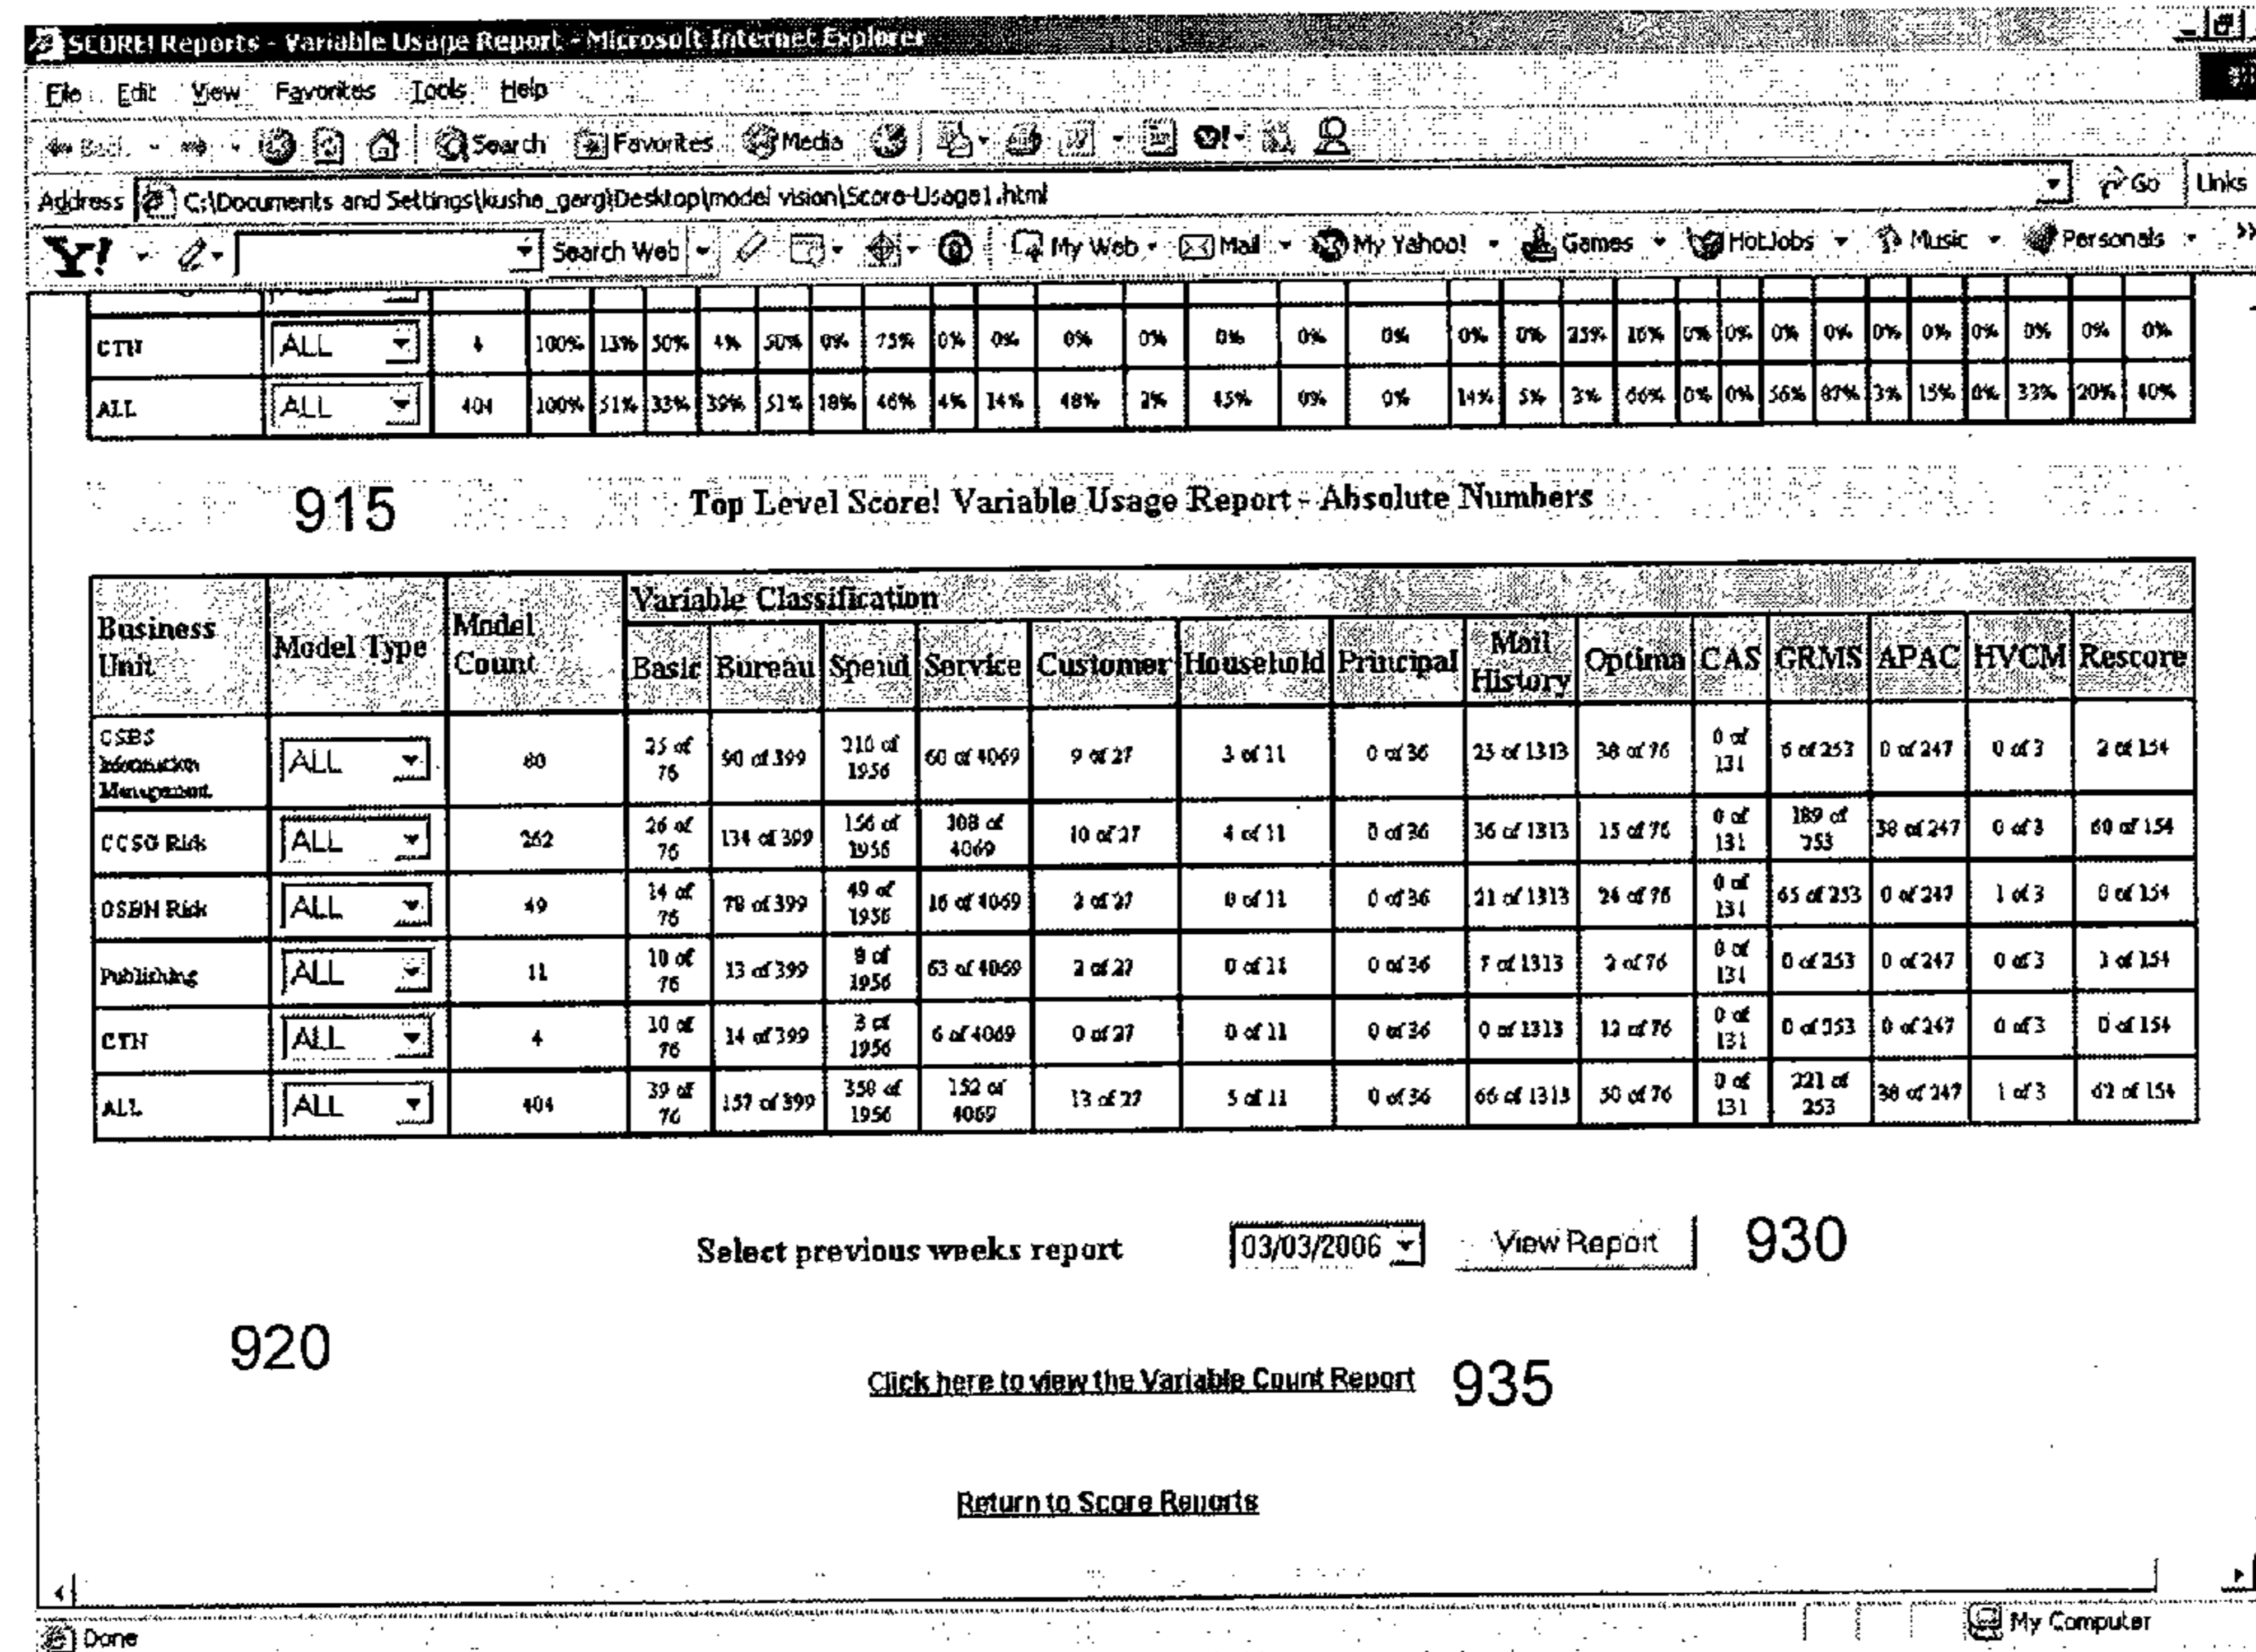 SCORE! Reports - Variable Usage Report - Microsoft Internet Explorer
File Edit View Favorites Tools Help
Back Search Favorites Media
Address C:\Documents and Settings\kusha_garg\Desktop\model vision\Score-Usage1.html Go Links
Y! Search Web My Web Mail My Yahoo! Games HotJobs Music Personals »
ALL 4 100% 13% 50% 4% 50% 0% 75% 0% 0% 0% 0% 0% 0% 0% 0% 0% 25% 16% 0% 0% 0% 0% 0% 0% 0% 0% 0% 0%
ALL ALL 404 100% 51% 33% 39% 51% 18% 46% 4% 14% 48% 2% 45% 0% 0% 14% 5% 3% 66% 0% 0% 56% 87% 3% 15% 0% 33% 20% 40%
915 Top Level Score! Variable Usage Report - Absolute Numbers
Business Unit Model Type Model Count Variable Classification
Basic Bureau Spend Service Customer Household Principal Mail History Optima CAS GRMS APAC HVCM Rescore
CSBS Information Management ALL 80 25 of 76 90 of 399 210 of 1956 60 of 4069 9 of 27 3 of 11 0 of 36 25 of 1313 38 of 76 0 of 131 6 of 253 0 of 247 0 of 3 2 of 154
CCSG Risk ALL 262 26 of 76 134 of 399 156 of 1956 108 of 4069 10 of 27 4 of 11 0 of 36 36 of 1313 15 of 76 0 of 131 189 of 253 38 of 247 0 of 3 60 of 154
OSBN Risk ALL 49 14 of 76 78 of 399 49 of 1956 16 of 4069 2 of 27 0 of 11 0 of 36 21 of 1313 24 of 76 0 of 131 65 of 253 0 of 247 1 of 3 0 of 154
Publishing ALL 11 10 of 76 13 of 399 of 1956 63 of 4069 2 of 27 0 of 11 0 of 36 7 of 1313 2 of 76 0 of 131 0 of 253 0 of 247 0 of 3 of 154
ALL 4 10 of 76 14 of 399 3 of 1956 6 of 4069 0 of 27 0 of 11 0 of 36 0 of 1313 12 of 76 0 of 131 0 of 253 0 of 247 0 of 3 0 of 154
ALL ALL 404 39 of 76 157 of 399 358 of 1956 152 of 4069 13 of 27 5 of 11 0 of 36 66 of 1313 50 of 76 0 of 131 221 of 253 38 of 247 1 of 3 62 of 154
Select previous weeks report 03/03/2006 View Report 930
920
Click here to view the Variable Count Report 935
Return to Score Reports
Done My Computer